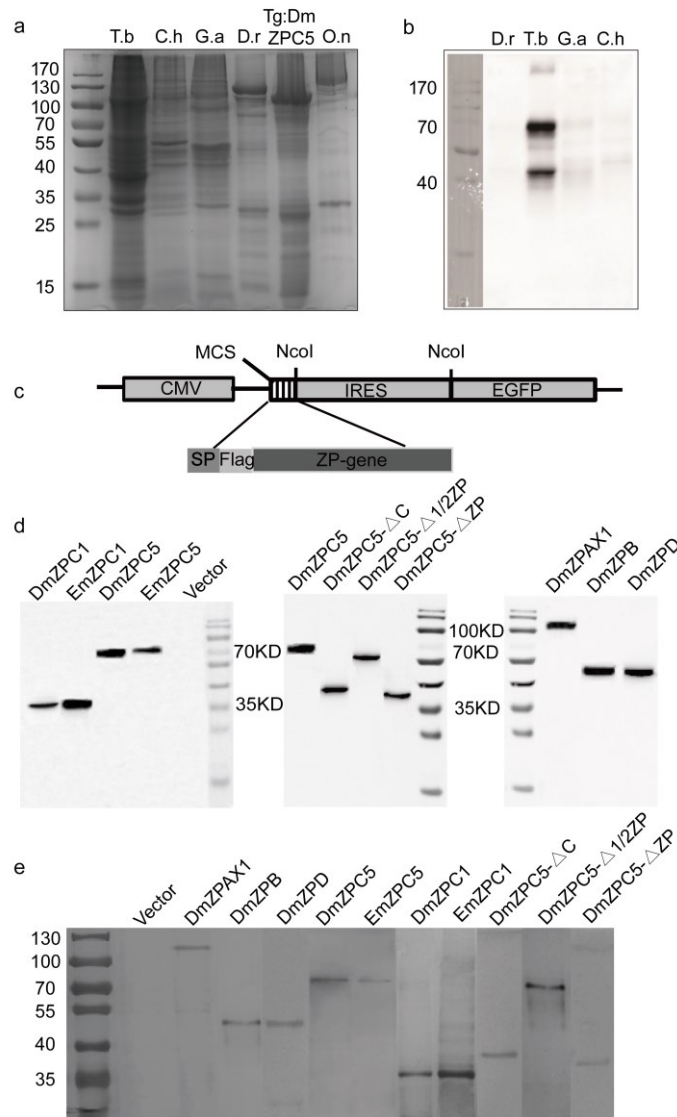 a
T.b C.h G.a D.r Tg:Dm ZPC5 O.n
170
130
100
70
55
40
35
25
15
b
D.r T.b G.a C.h
170
70
40
c
MCS NcoI NcoI
CMV IRES EGFP
SP Flag ZP-gene
d
DmZPC1 EmZPC1 DmZPC5 EmZPC5 Vector
70KD
35KD
DmZPC5 DmZPC5-△C DmZPC5-△1/2ZP DmZPC5-△ZP
100KD
70KD
35KD
DmZPAX1 DmZPB DmZPD
e
Vector DmZPAX1 DmZPB DmZPD DmZPC5 EmZPC5 DmZPC1 EmZPC1 DmZPC5-△C DmZPC5-△1/2ZP DmZPC5-△ZP
130
100
70
55
40
35